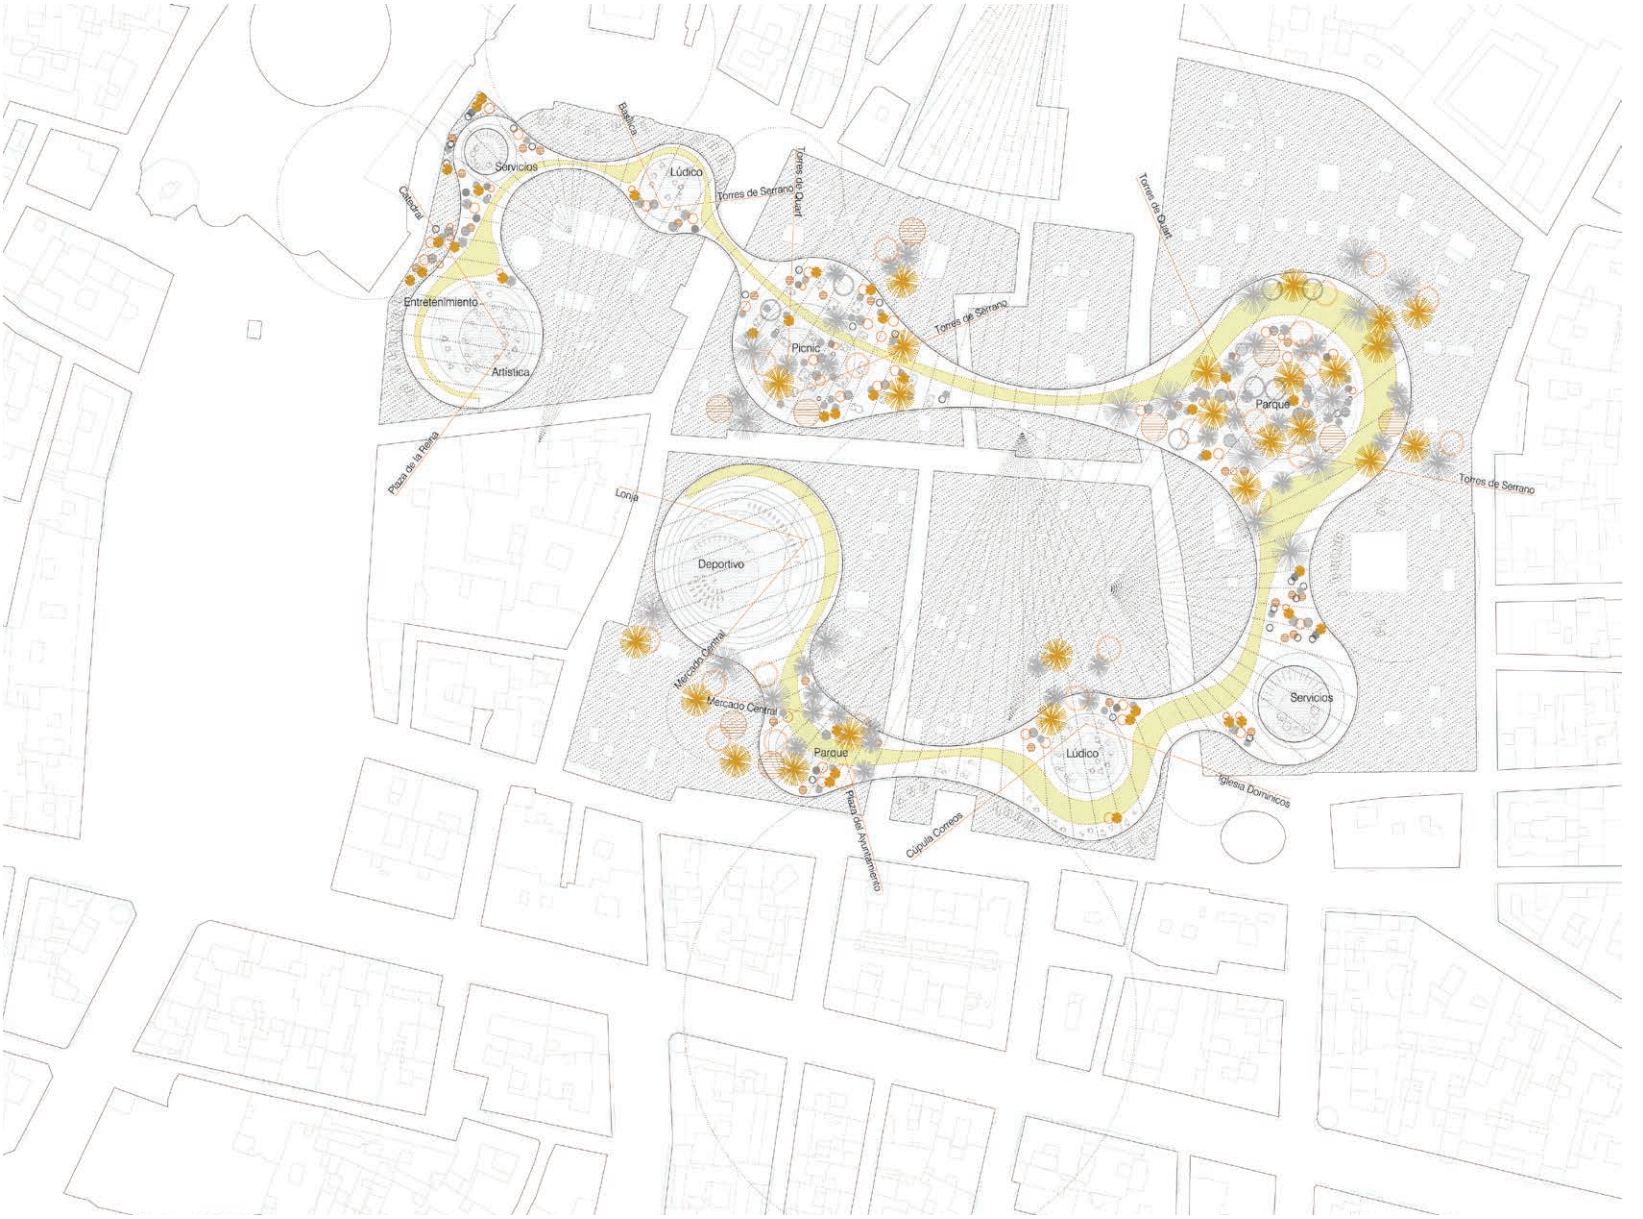 Basílica
Servicios
Lúdico
Torres de Quart
Torres de Serrano
Catedral
Torres de Quart
Entretenimiento
Torres de Serrano
Picnic
Artística
Parque
Plaza de la Reina
Torres de Serrano
Lonja
Deportivo
Mercado Central
Mercado Central
Servicios
Parque
Lúdico
Iglesia Dominicos
Plaza del Ayuntamiento
Cúpula Correos